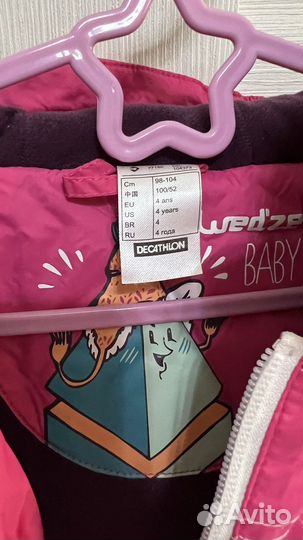 Cm 98-104
中国 100/52
EU 4 ans
US 4 years
BR 4
RU 4 года
DECATHLON
wed'ze
BABY
Avito